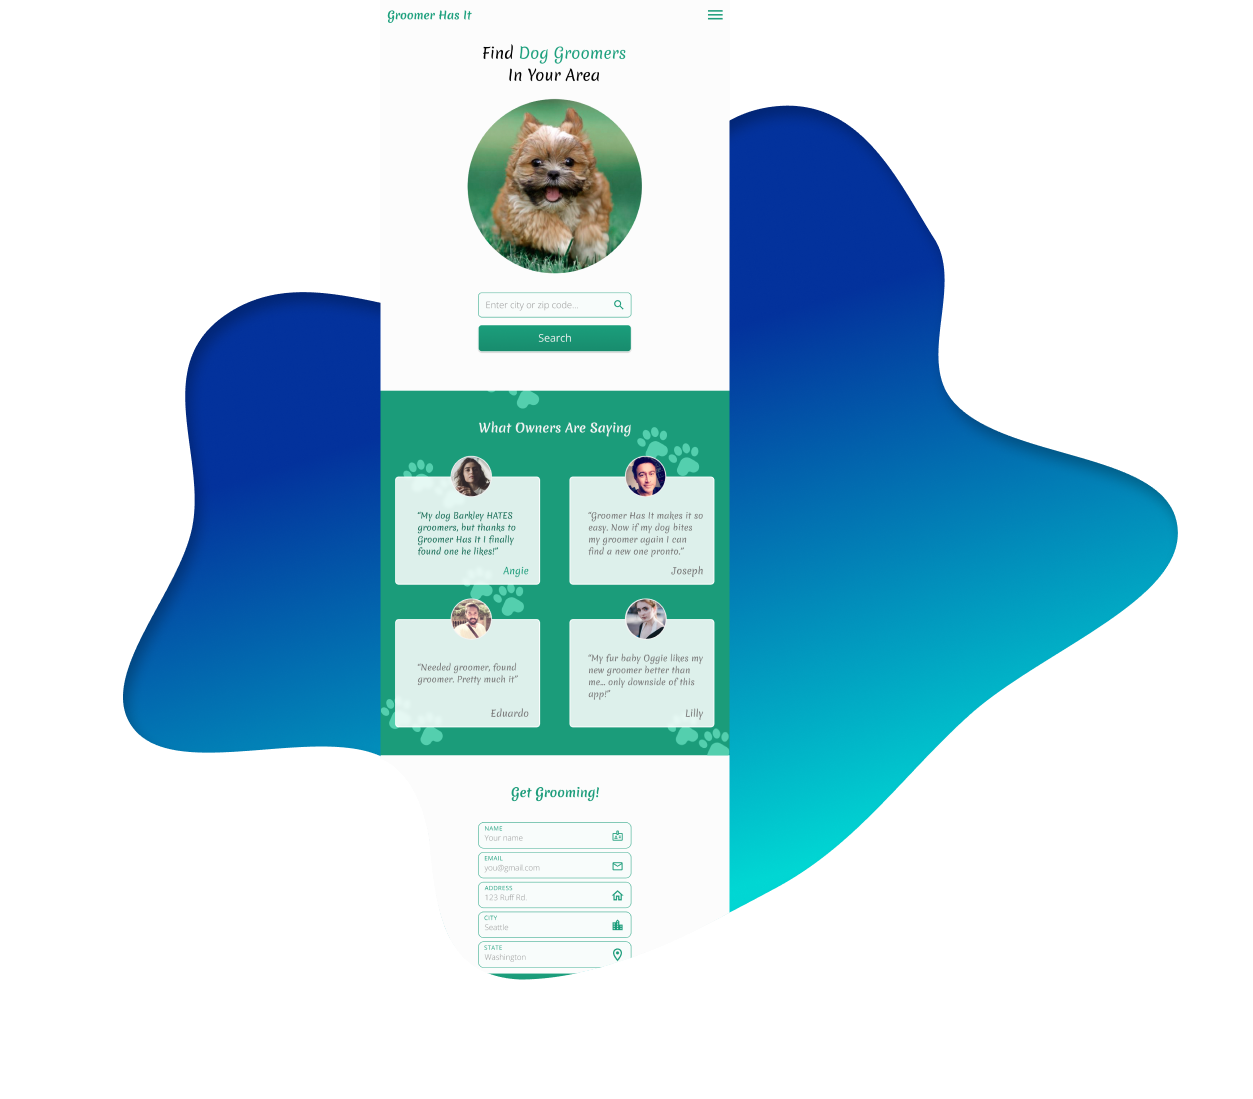 Groomer Has It
Find Dog Groomers
In Your Area
Enter city or zip code...
Search
What Owners Are Saying
"My dog Barkley HATES
groomers, but thanks to
Groomer Has It I finally
found one he likes!"
Angie
"Groomer Has It makes it so
easy. Now if my dog bites
my groomer again I can
find a new one pronto."
Joseph
"Needed groomer, found
groomer. Pretty much it"
Eduardo
"My fur baby Oggie likes my
new groomer better than
me... only downside of this
app!"
Lilly
Get Grooming!
NAME
Your name
EMAIL
you@gmail.com
ADDRESS
123 Ruff Rd
CITY
Seattle
STATE
Washington